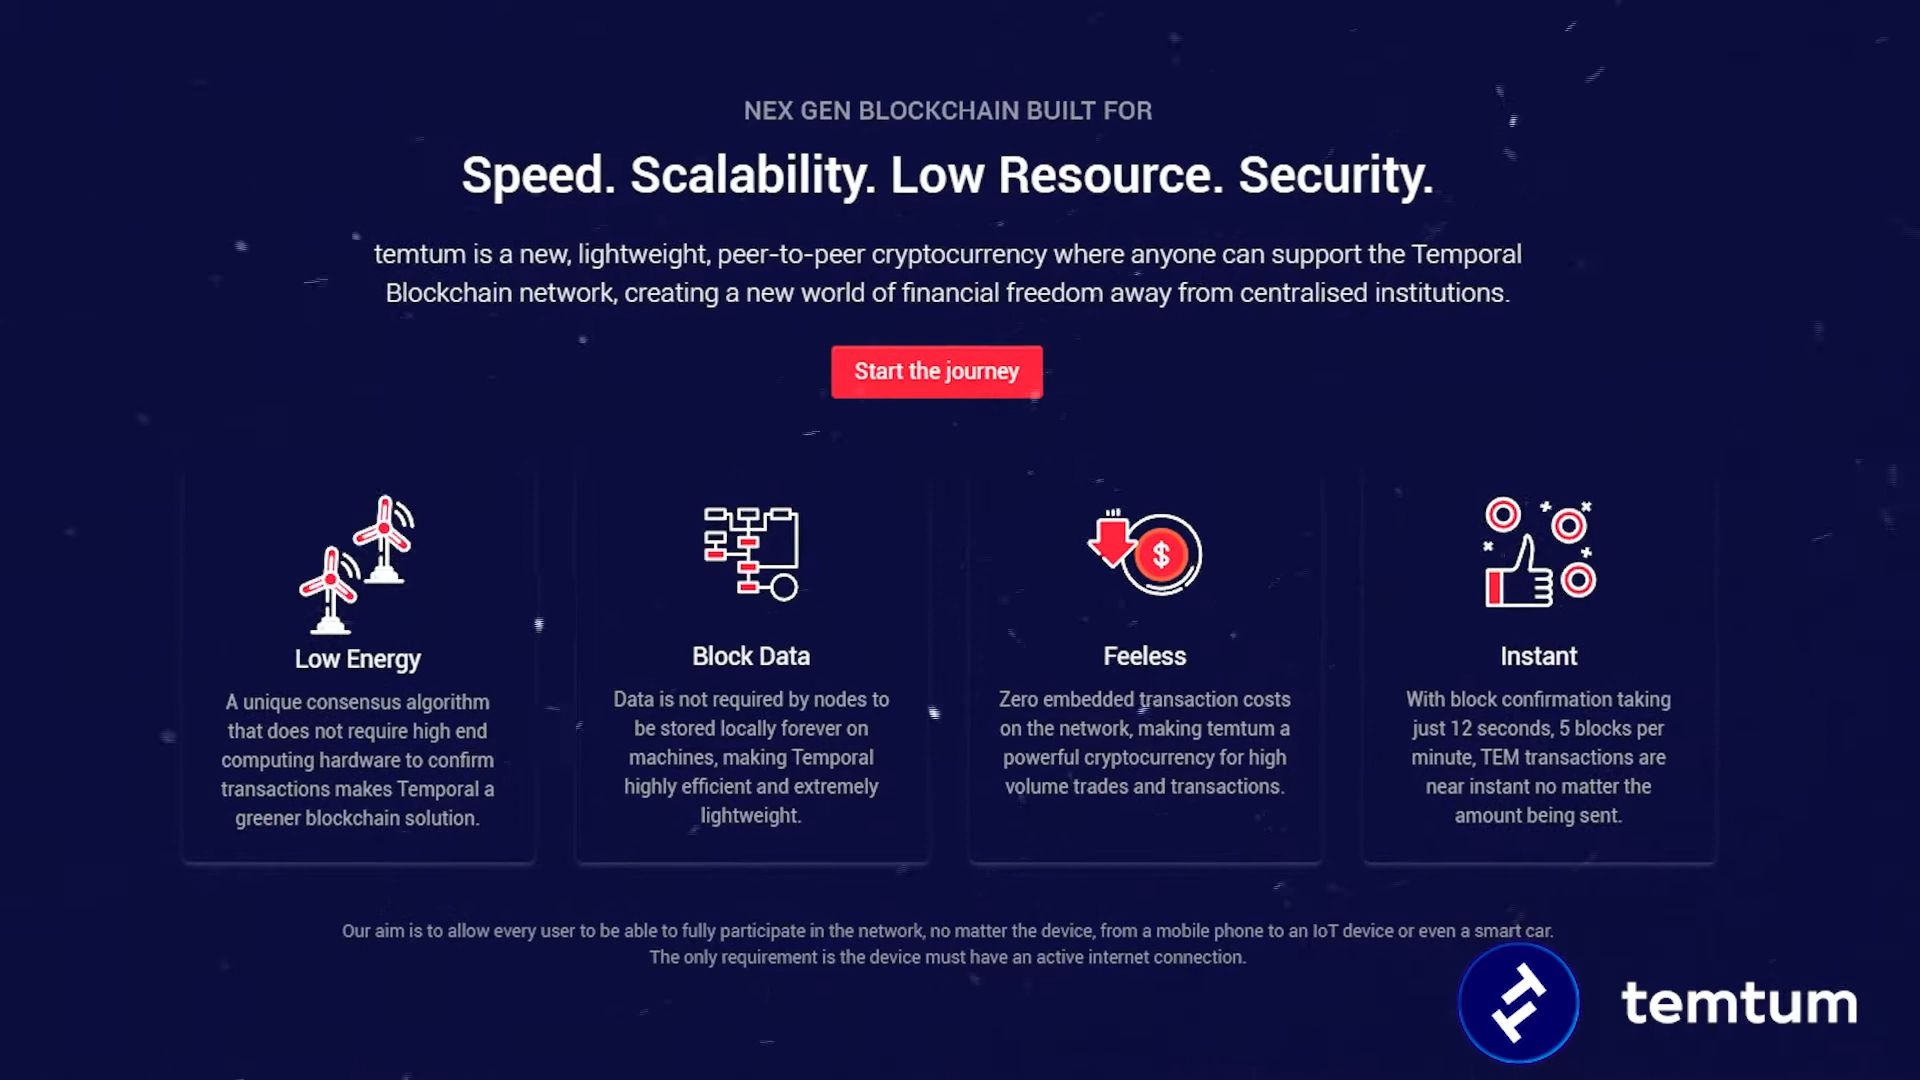 NEX GEN BLOCKCHAIN BUILT FOR
Speed. Scalability. Low Resource. Security.
temtum is a new, lightweight, peer-to-peer cryptocurrency where anyone can support the Temporal
Blockchain network, creating a new world of financial freedom away from centralised institutions.
Start the journey
Low Energy
A unique consensus algorithm
that does not require high end
computing hardware to confirm
transactions makes Temporal a
greener blockchain solution.
Block Data
Data is not required by nodes to
be stored locally forever on
machines, making Temporal
highly efficient and extremely
lightweight.
$
Feeless
Zero embedded transaction costs
on the network, making temtum a
powerful cryptocurrency for high
volume trades and transactions.
Instant
With block confirmation taking
just 12 seconds, 5 blocks per
minute, TEM transactions are
near instant no matter the
amount being sent.
Our aim is to allow every user to be able to fully participate in the network, no matter the device, from a mobile phone to an IoT device or even a smart car.
The only requirement is the device must have an active internet connection.
temtum